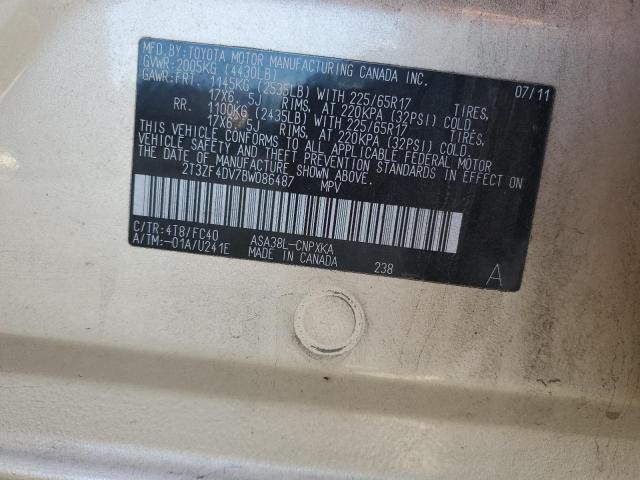 MFD. BY: TOYOTA MOTOR MANUFACTURING CANADA INC.
GVWR: 2005KG (4430LB) 07/11
GAWR: FRT. 1145KG (2535LB) WITH 225/65R17 TIRES,
17X6.5J RIMS, AT 220KPA (32PSI) COLD
RR. 1100KG (2435LB) WITH 225/65R17 TIRES,
17X6.5J RIMS, AT 220KPA (32PSI) COLD
THIS VEHICLE CONFORMS TO ALL APPLICABLE FEDERAL MOTOR
VEHICLE SAFETY AND THEFT PREVENTION STANDARDS IN EFFECT
ON THE DATE OF MANUFACTURE SHOWN ABOVE.
2T3ZF4DV7BW086487 MPV
C/TR: 4T8/FC40 ASA38L-CNPXKA
A/TM: -01A/U241E MADE IN CANADA 238 A